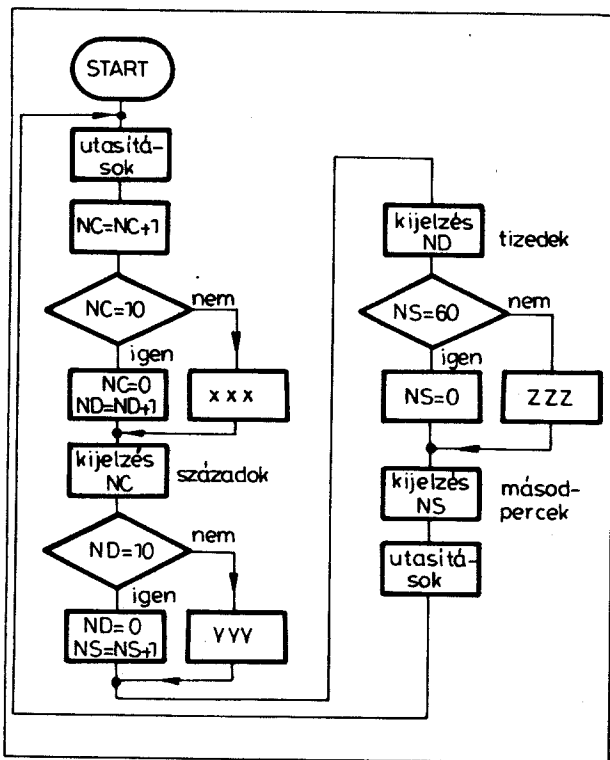 START
utasítá-
sok
NC=NC+1
NC=10
nem
igen
NC=0
ND=ND+1
x x x
kijelzés
NC
századok
ND=10
nem
igen
ND=0
NS=NS+1
YYY
kijelzés
ND
tizedek
NS=60
nem
igen
NS=0
ZZZ
kijelzés
NS
másod-
percek
utasítá-
sok